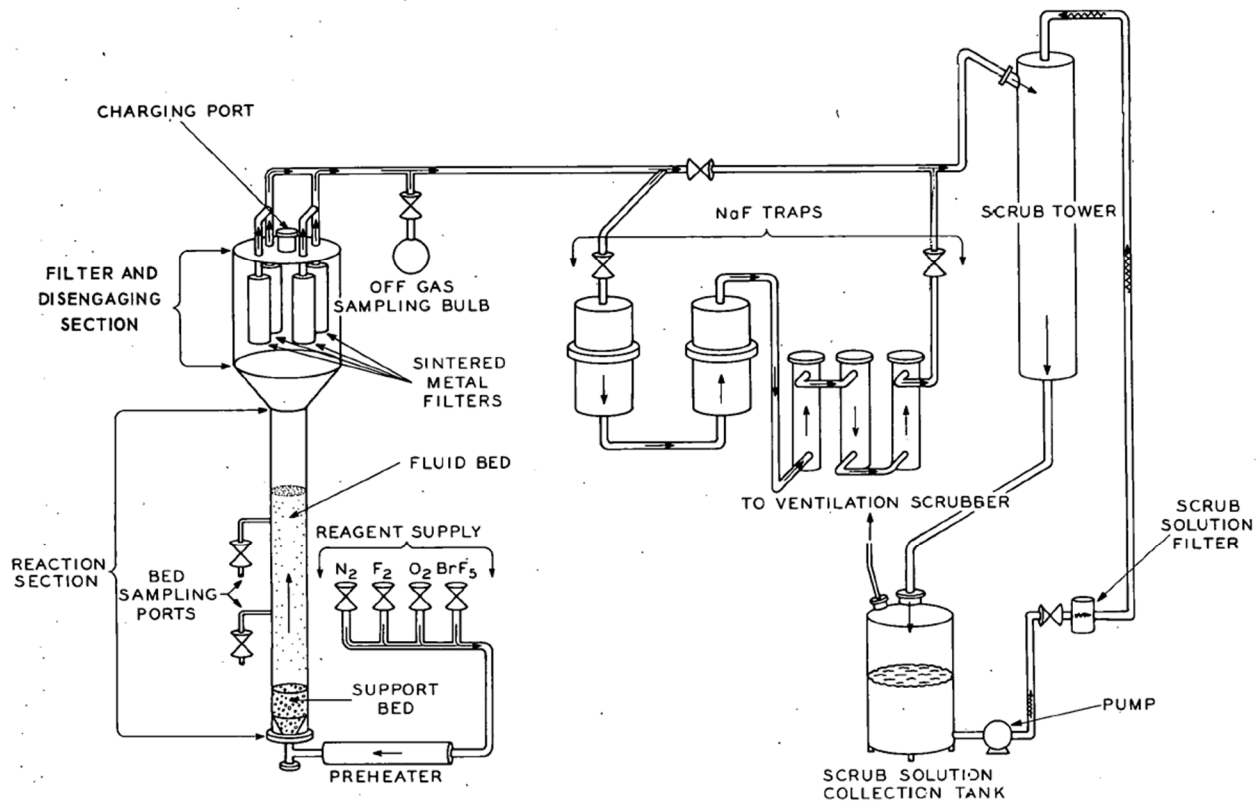 CHARGING PORT
NaF TRAPS
SCRUB TOWER
FILTER AND
DISENGAGING
SECTION
OFF GAS
SAMPLING BULB
SINTERED
METAL
FILTERS
FLUID BED
TO VENTILATION SCRUBBER
SCRUB
SOLUTION
FILTER
REAGENT SUPPLY
N2 F2 O2 BrF5
REACTION
SECTION
BED
SAMPLING
PORTS
SUPPORT
BED
PUMP
PREHEATER
SCRUB SOLUTION
COLLECTION TANK